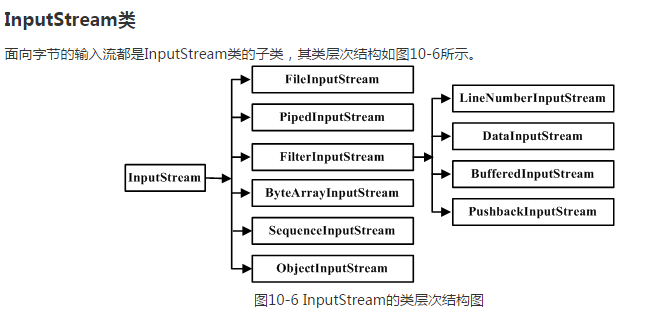 InputStream类
面向字节的输入流都是InputStream类的子类，其类层次结构如图10-6所示。
InputStream
FileInputStream
PipedInputStream
FilterInputStream
ByteArrayInputStream
SequenceInputStream
ObjectInputStream
LineNumberInputStream
DataInputStream
BufferedInputStream
PushbackInputStream
图10-6 InputStream的类层次结构图